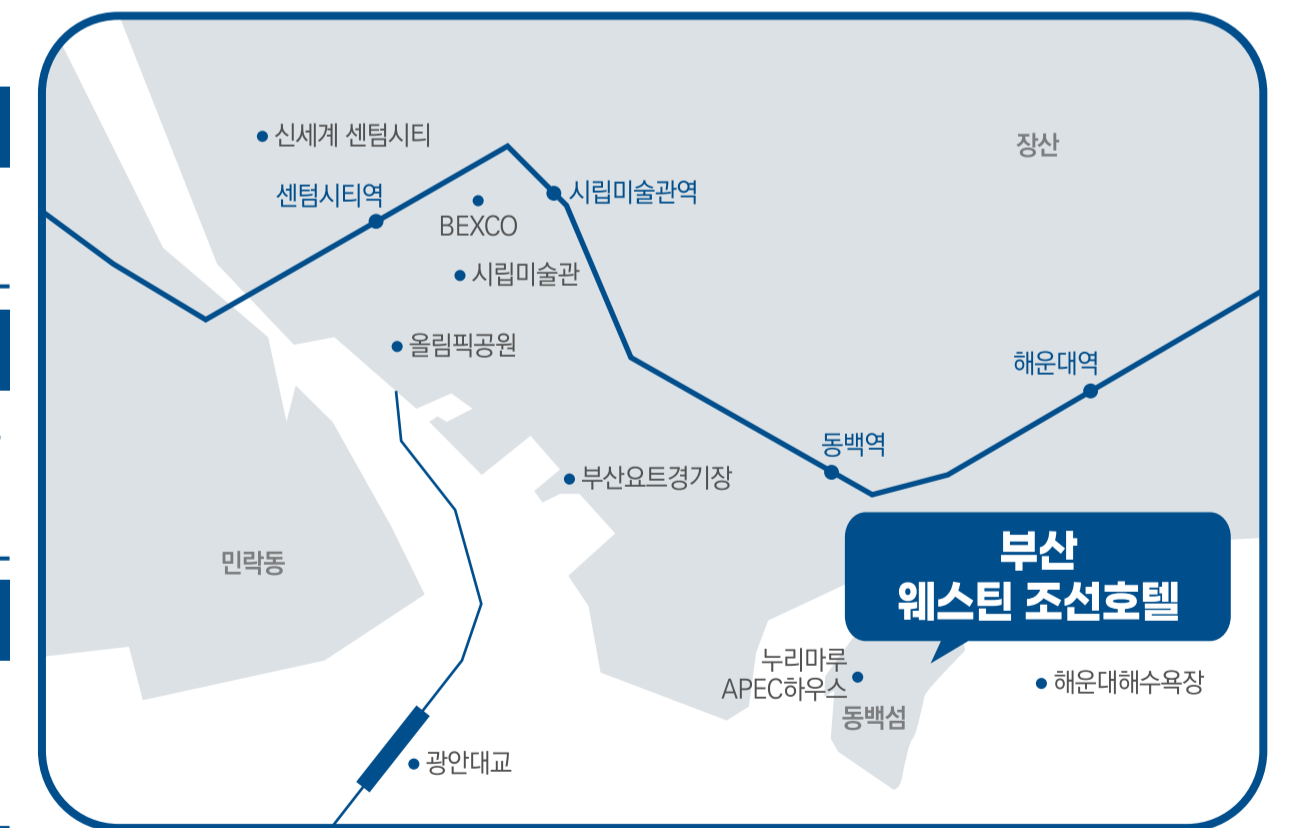 신세계 센텀시티
장산
센텀시티역
시립미술관역
BEXCO
시립미술관
올림픽공원
해운대역
동백역
부산요트경기장
민락동
부산
웨스틴 조선호텔
누리마루
APEC하우스
해운대해수욕장
동백섬
광안대교